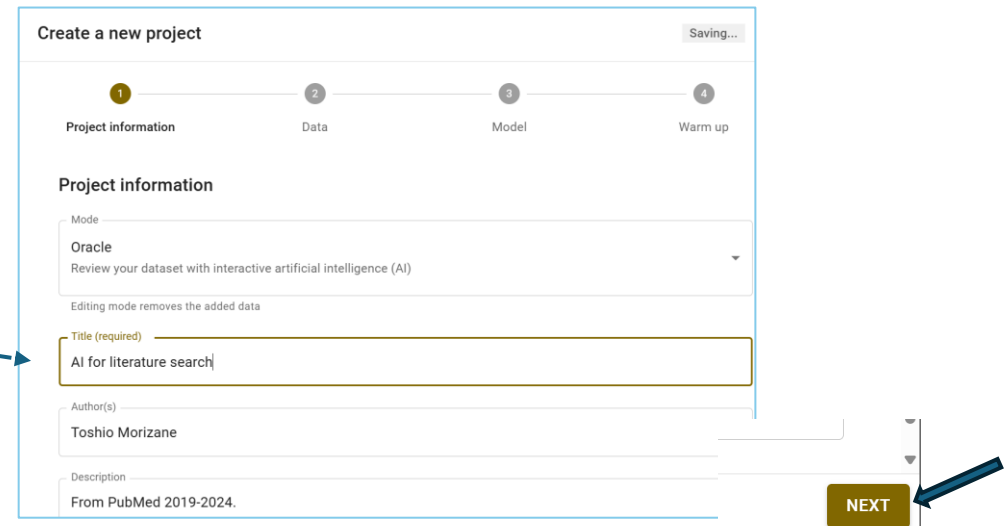 Create a new project
Saving...
1
2
3
4
Project information
Data
Model
Warm up
Project information
Mode
Oracle
Review your dataset with interactive artificial intelligence (AI)
Editing mode removes the added data
Title (required)
AI for literature search
Author(s)
Toshio Morizane
Description
From PubMed 2019-2024.
NEXT